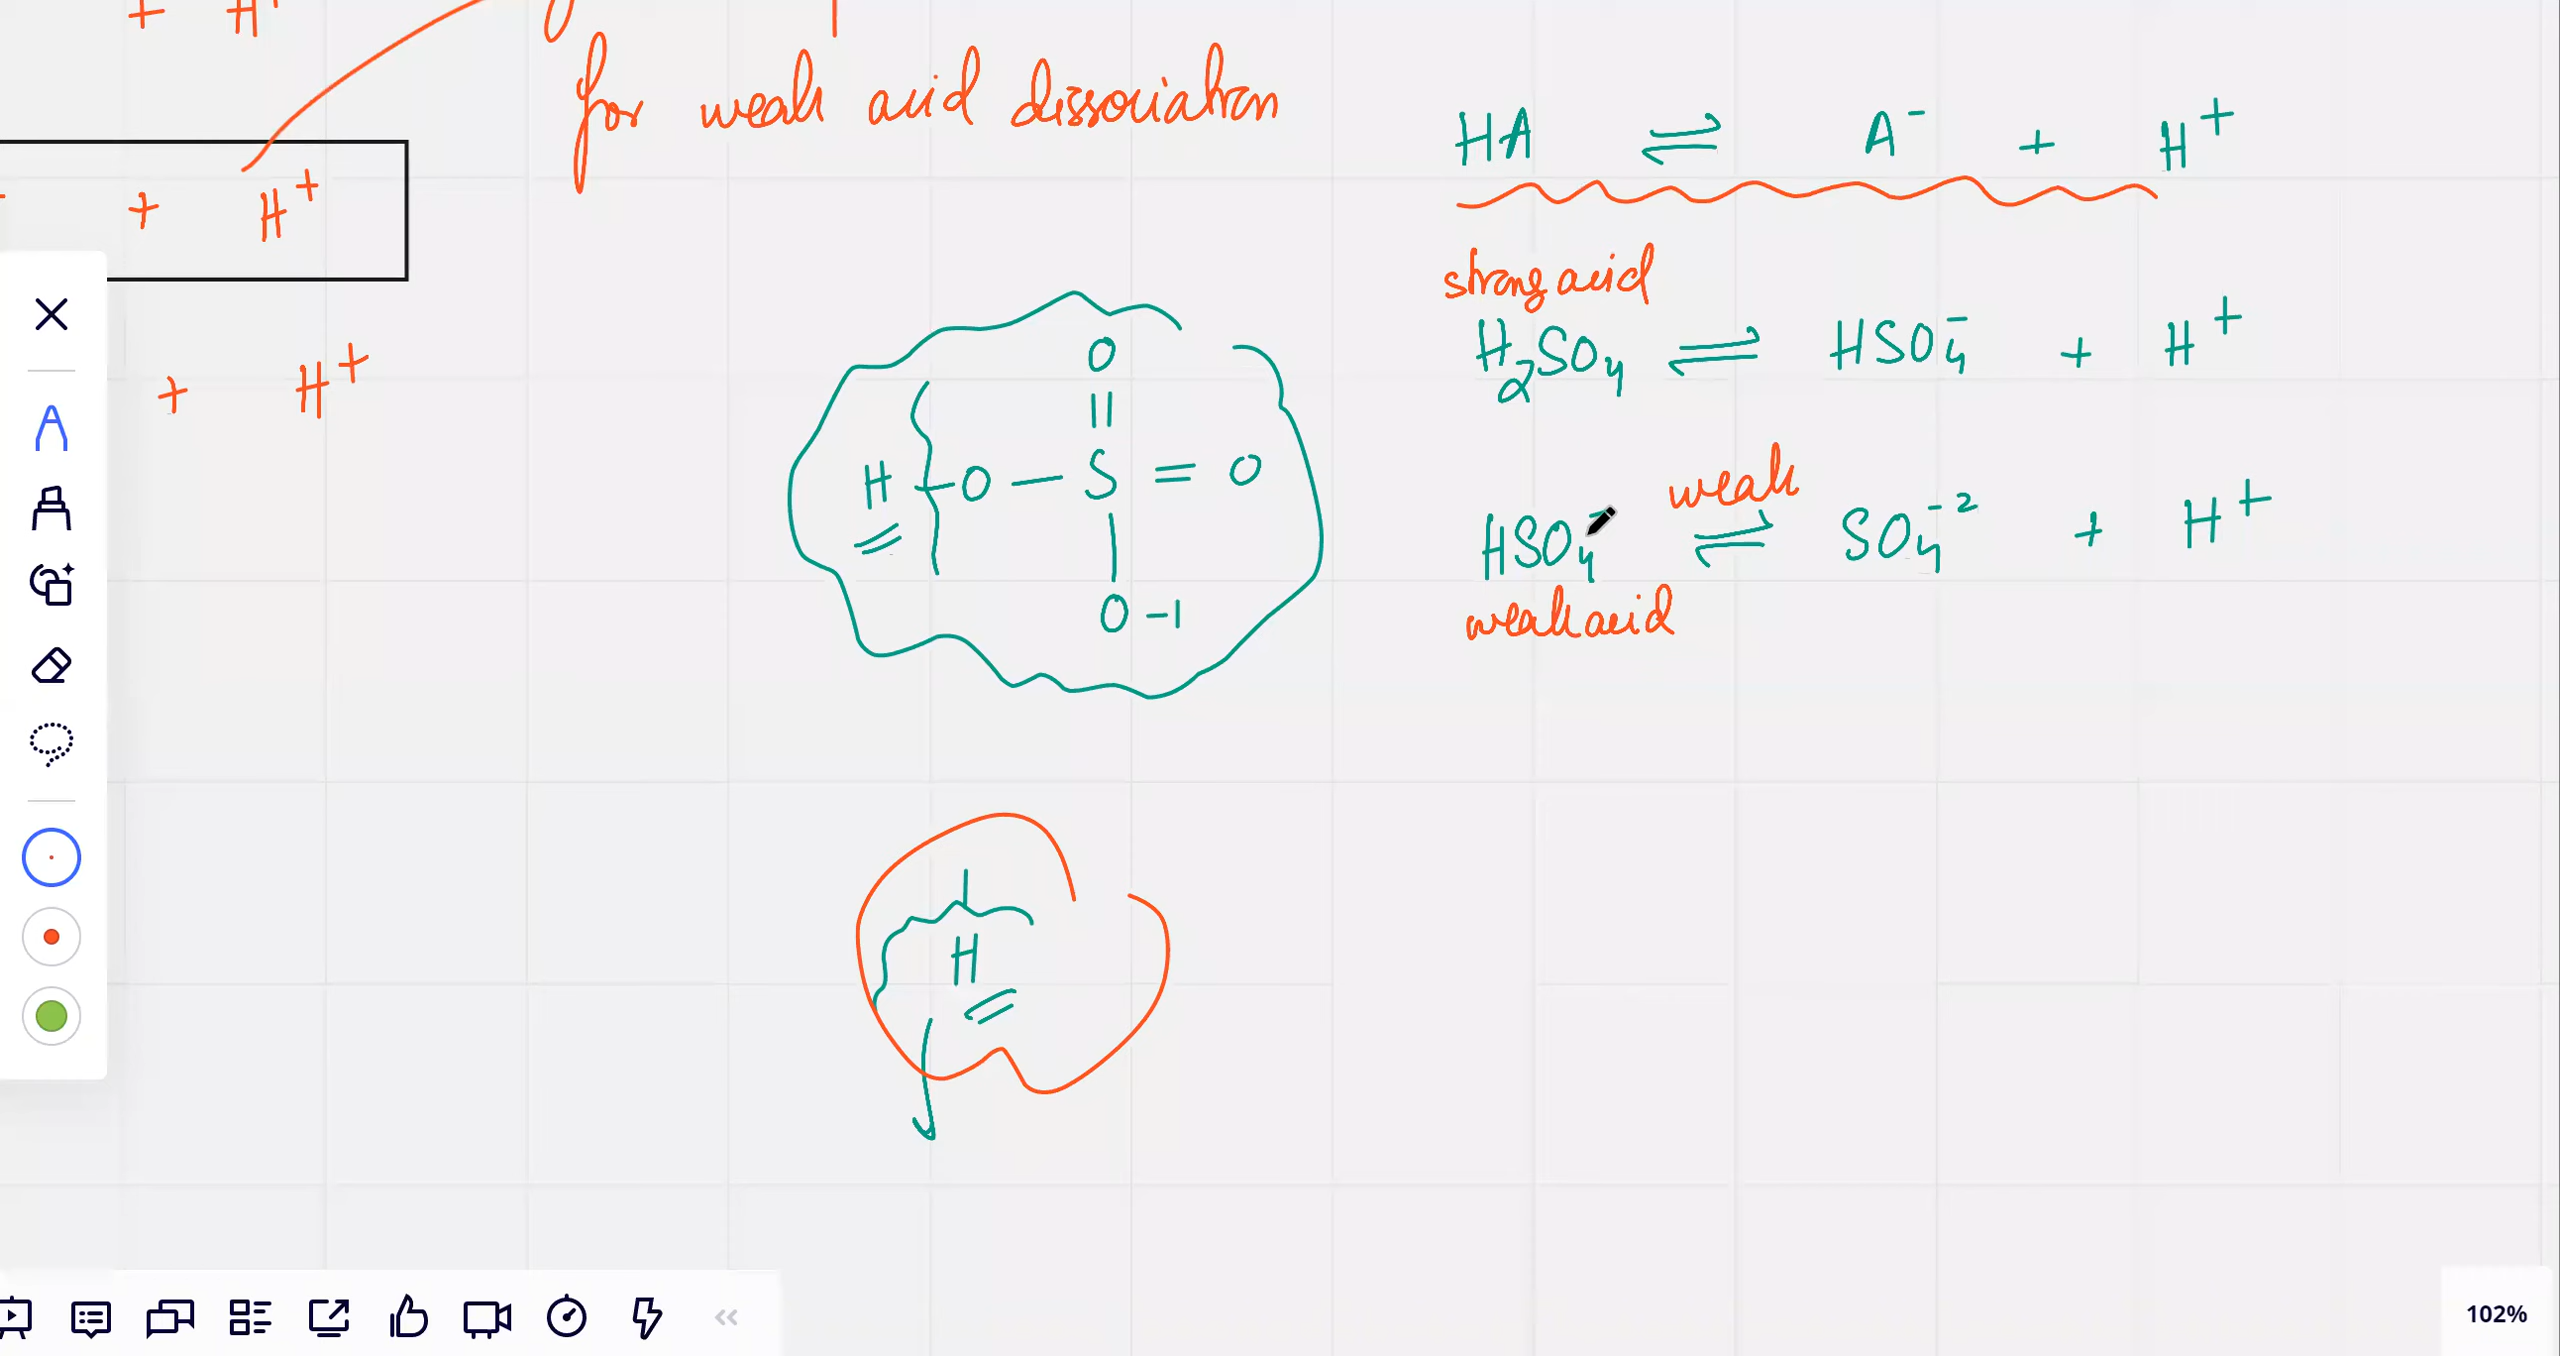 + H+
for weak acid dissociation
HA ⇌ A⁻ + H⁺
+ H⁺
strong acid
H₂SO₄ ⇌ HSO₄⁻ + H⁺
+ H⁺
O
||
H - O — S = O
|
O -1
weak
HSO₄⁻ ⇌ SO₄⁻² + H⁺
weak acid
H
102%